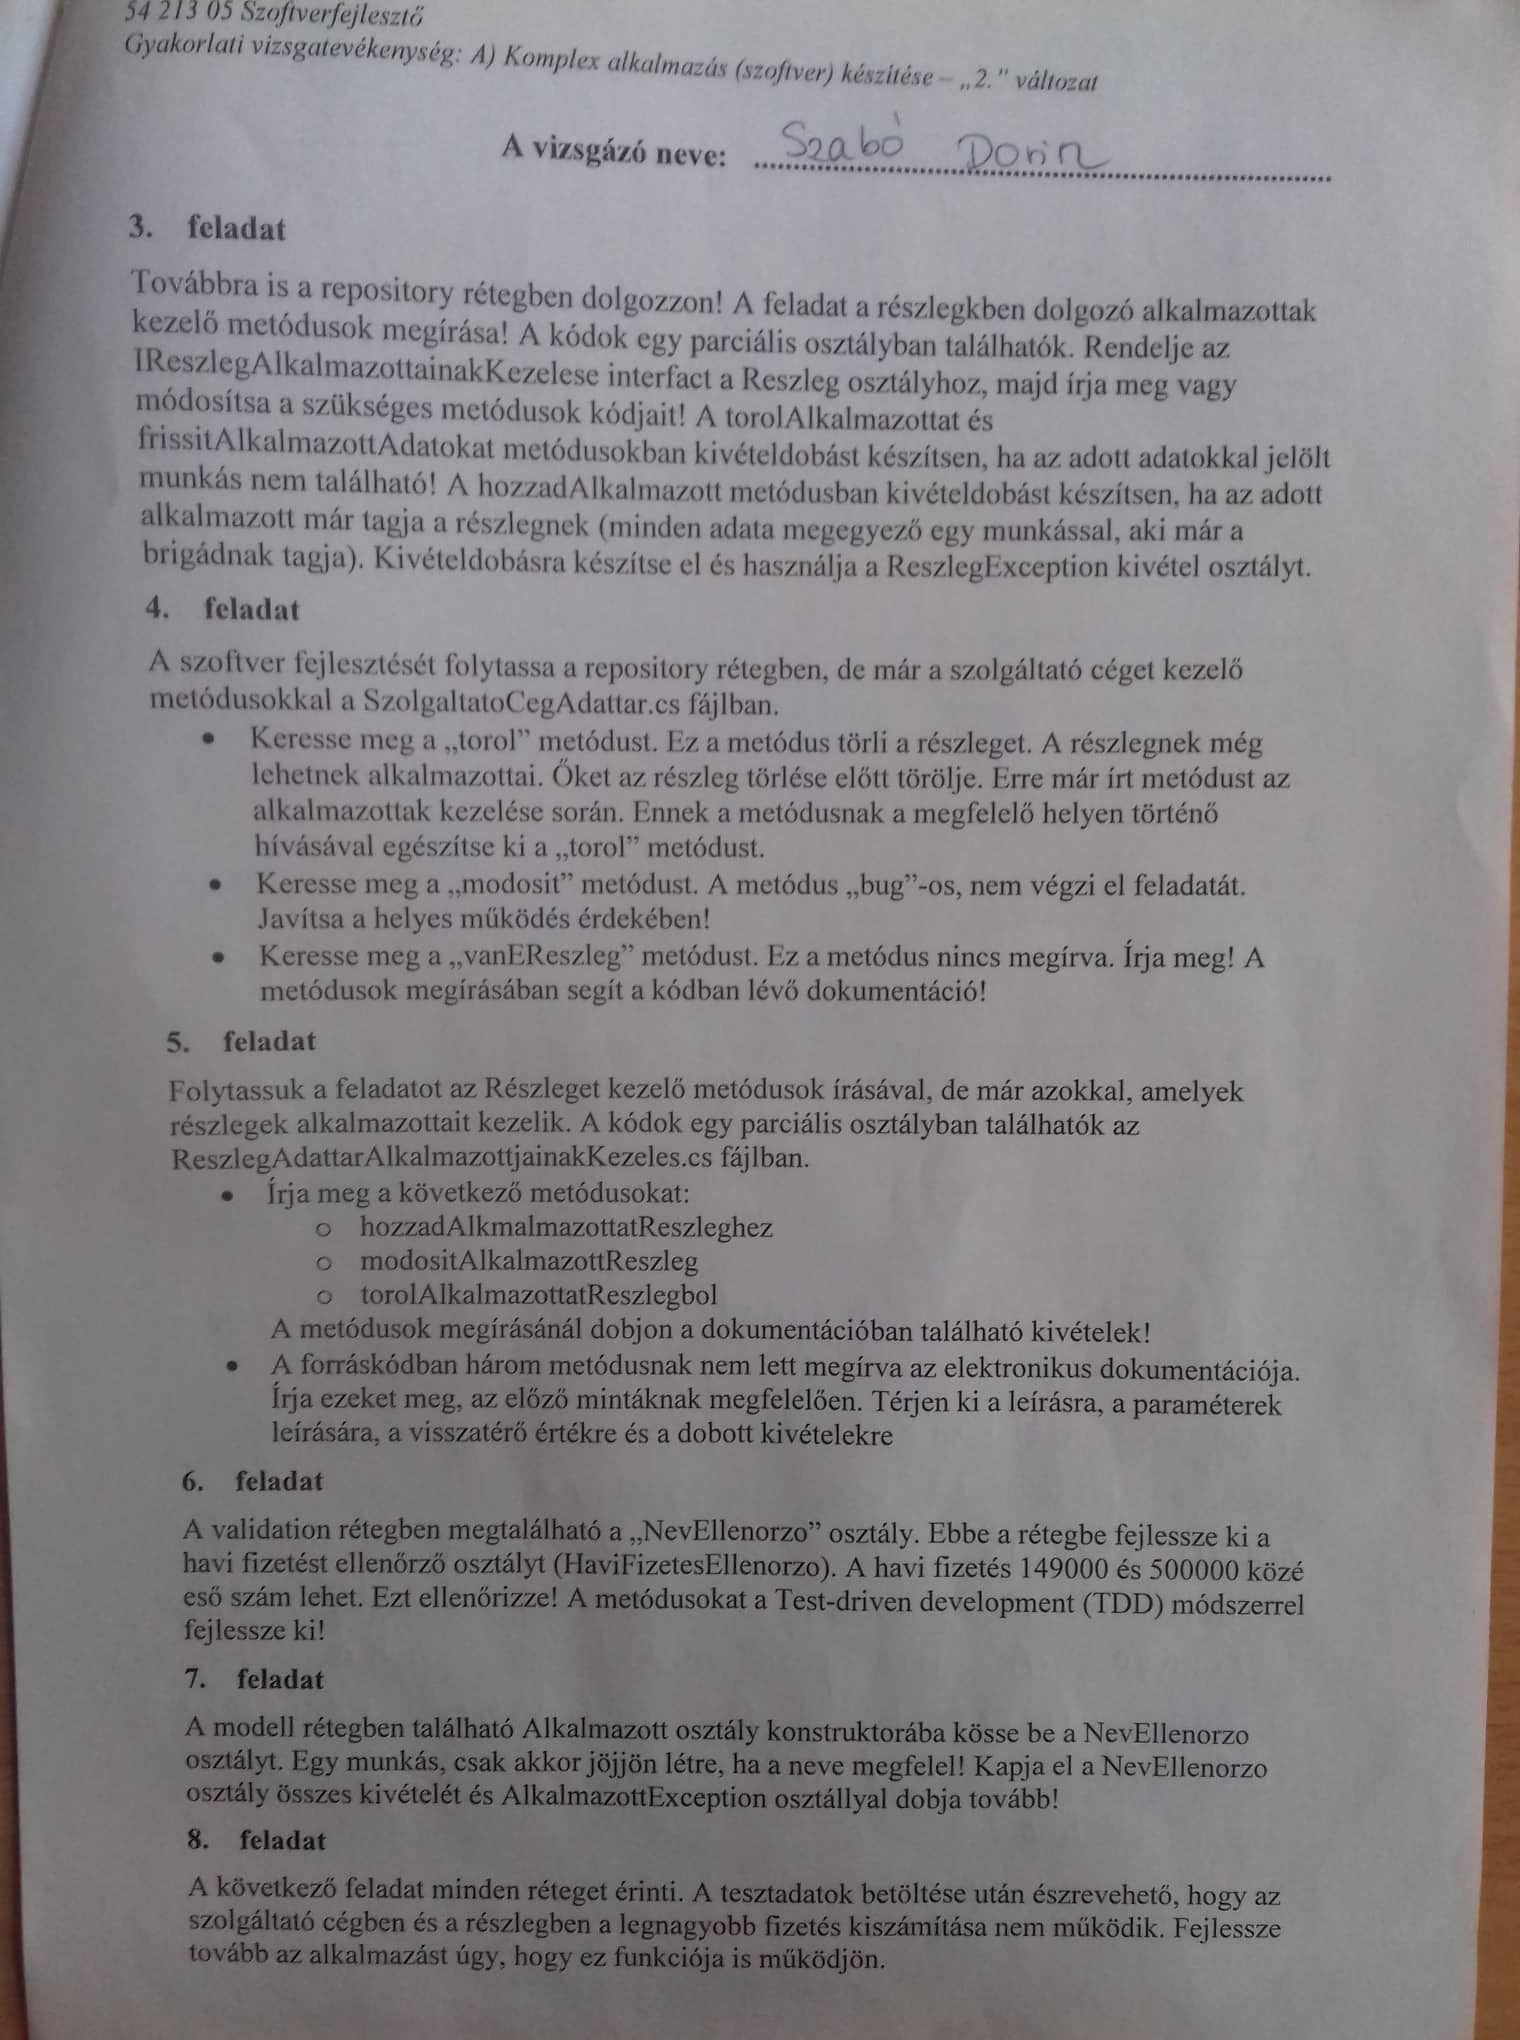 54 213 05 Szoftverfejlesztő
Gyakorlati vizsgatevékenység: A) Komplex alkalmazás (szoftver) készítése – „2." változat
A vizsgázó neve: Szabó Dorin
3. feladat
Továbbra is a repository rétegben dolgozzon! A feladat a részlegkben dolgozó alkalmazottak
kezelő metódusok megírása! A kódok egy parciális osztályban találhatók. Rendelje az
IReszlegAlkalmazottainakKezelese interfact a Reszleg osztályhoz, majd írja meg vagy
módosítsa a szükséges metódusok kódjait! A torolAlkalmazottat és
frissitAlkalmazottAdatokat metódusokban kivételdobást készítsen, ha az adott adatokkal jelölt
munkás nem található! A hozzadAlkalmazott metódusban kivételdobást készítsen, ha az adott
alkalmazott már tagja a részlegnek (minden adata megegyező egy munkással, aki már a
brigádnak tagja). Kivételdobásra készítse el és használja a ReszlegException kivétel osztályt.
4. feladat
A szoftver fejlesztését folytassa a repository rétegben, de már a szolgáltató céget kezelő
metódusokkal a SzolgaltatoCegAdattar.cs fájlban.
• Keresse meg a „torol” metódust. Ez a metódus törli a részleget. A részlegnek még
lehetnek alkalmazottai. Őket az részleg törlése előtt törölje. Erre már írt metódust az
alkalmazottak kezelése során. Ennek a metódusnak a megfelelő helyen történő
hívásával egészítse ki a „torol” metódust.
• Keresse meg a „modosit” metódust. A metódus „bug”-os, nem végzi el feladatát.
Javítsa a helyes működés érdekében!
• Keresse meg a „vanEReszleg” metódust. Ez a metódus nincs megírva. Írja meg! A
metódusok megírásában segít a kódban lévő dokumentáció!
5. feladat
Folytassuk a feladatot az Részleget kezelő metódusok írásával, de már azokkal, amelyek
részlegek alkalmazottait kezelik. A kódok egy parciális osztályban találhatók az
ReszlegAdattarAlkalmazottjainakKezeles.cs fájlban.
• Írja meg a következő metódusokat:
○ hozzadAlkmalmazottatReszleghez
○ modositAlkalmazottReszleg
○ torolAlkalmazottatReszlegbol
A metódusok megírásánál dobjon a dokumentációban található kivételek!
• A forráskódban három metódusnak nem lett megírva az elektronikus dokumentációja.
Írja ezeket meg, az előző mintáknak megfelelően. Térjen ki a leírásra, a paraméterek
leírására, a visszatérő értékre és a dobott kivételekre
6. feladat
A validation rétegben megtalálható a „NevEllenorzo” osztály. Ebbe a rétegbe fejlessze ki a
havi fizetést ellenőrző osztályt (HaviFizetesEllenorzo). A havi fizetés 149000 és 500000 közé
eső szám lehet. Ezt ellenőrizze! A metódusokat a Test-driven development (TDD) módszerrel
fejlessze ki!
7. feladat
A modell rétegben található Alkalmazott osztály konstruktorába kösse be a NevEllenorzo
osztályt. Egy munkás, csak akkor jöjjön létre, ha a neve megfelel! Kapja el a NevEllenorzo
osztály összes kivételét és AlkalmazottException osztállyal dobja tovább!
8. feladat
A következő feladat minden réteget érinti. A tesztadatok betöltése után észrevehető, hogy az
szolgáltató cégben és a részlegben a legnagyobb fizetés kiszámítása nem működik. Fejlessze
tovább az alkalmazást úgy, hogy ez funkciója is működjön.